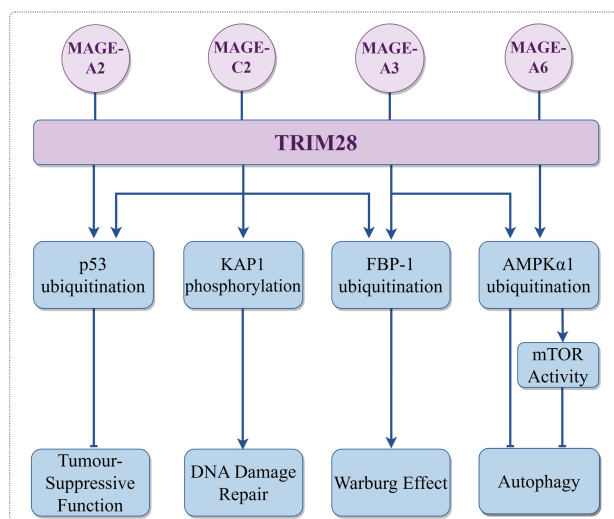 MAGE-
A2
MAGE-
C2
MAGE-
A3
MAGE-
A6
TRIM28
p53
ubiquitination
KAP1
phosphorylation
FBP-1
ubiquitination
AMPKα1
ubiquitination
mTOR
Activity
Tumour-
Suppressive
Function
DNA Damage
Repair
Warburg Effect
Autophagy